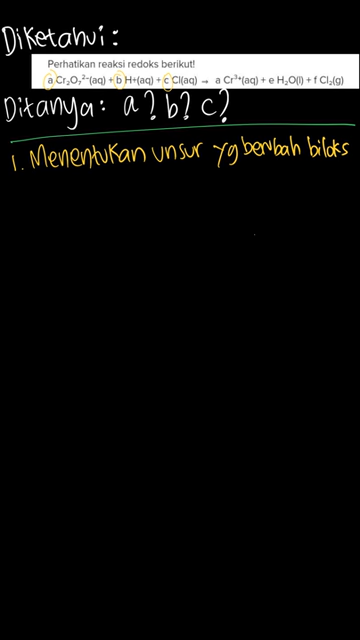 Diketahui:
Perhatikan reaksi redoks berikut!
a Cr₂O₇²⁻(aq) + b H+(aq) + c Cl(aq) → a Cr³⁺(aq) + e H₂O(l) + f Cl₂(g)
Ditanya: a? b? c?
1. Menentukan unsur yg berubah biloks